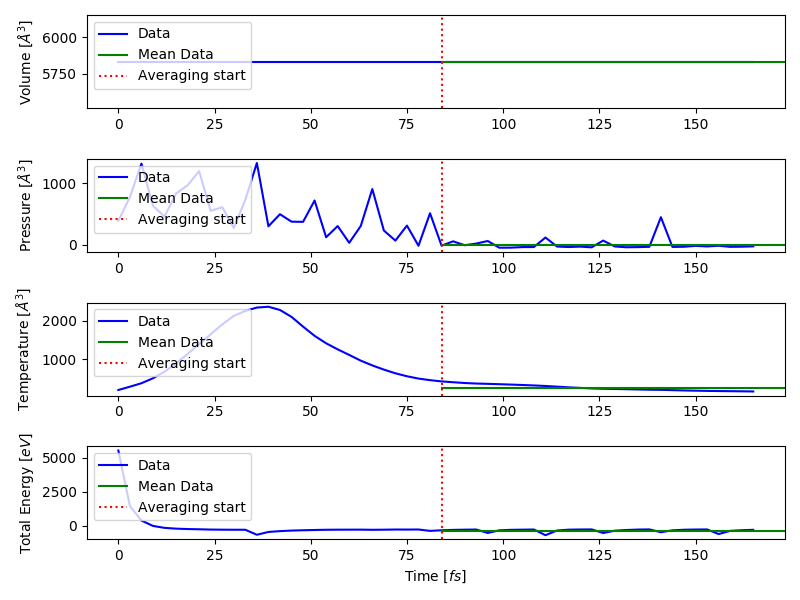 Volume [Å³]
6000
5750
Data
Mean Data
Averaging start
0 25 50 75 100 125 150
Pressure [Å³]
1000
0
Data
Mean Data
Averaging start
0 25 50 75 100 125 150
Temperature [Å³]
2000
1000
Data
Mean Data
Averaging start
0 25 50 75 100 125 150
Total Energy [eV]
5000
2500
0
Data
Mean Data
Averaging start
0 25 50 75 100 125 150
Time [fs]